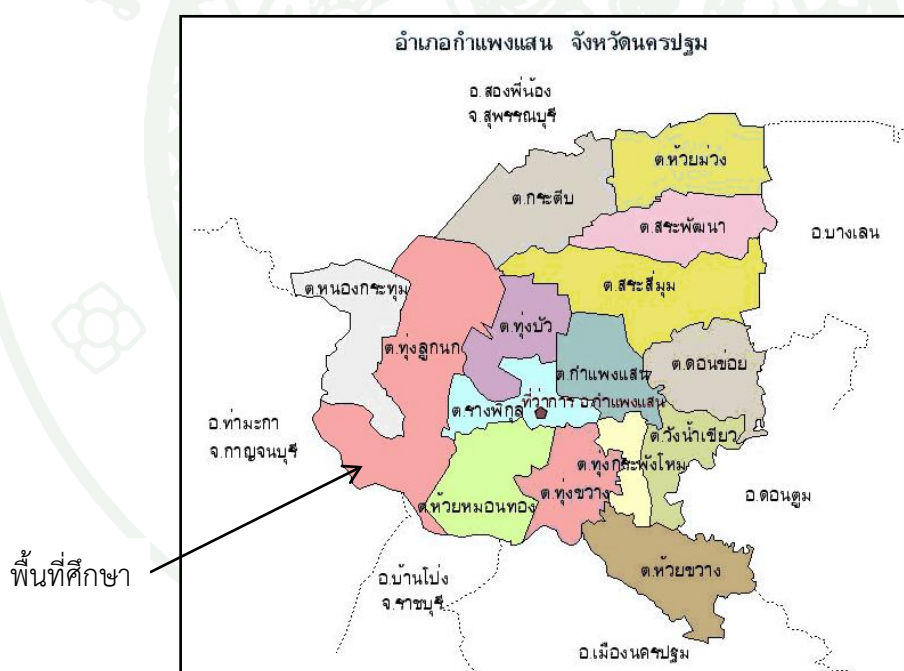 อำเภอกำแพงแสน จังหวัดนครปฐม
อ.สองพี่น้อง
จ.สุพรรณบุรี
ต.ห้วยม่วง
ต.กระตีบ
ต.สระพัฒนา
อ.บางเลน
ต.หนองกระทุ่ม
ต.สระสี่มุม
ต.ทุ่งบัว
ต.ทุ่งลูกนก
ต.กำแพงแสน
ต.ดอนข่อย
ต.รางพิกุล
ที่ว่าการ อ.กำแพงแสน
อ.ท่ามะกา
จ.กาญจนบุรี
ต.วังน้ำเขียว
ต.ทุ่งกระพังโหม
ต.ห้วยหมอนทอง
ต.ทุ่งขวาง
อ.ดอนตูม
พื้นที่ศึกษา
อ.บ้านโป่ง
จ.ราชบุรี
ต.ห้วยขวาง
อ.เมืองนครปฐม